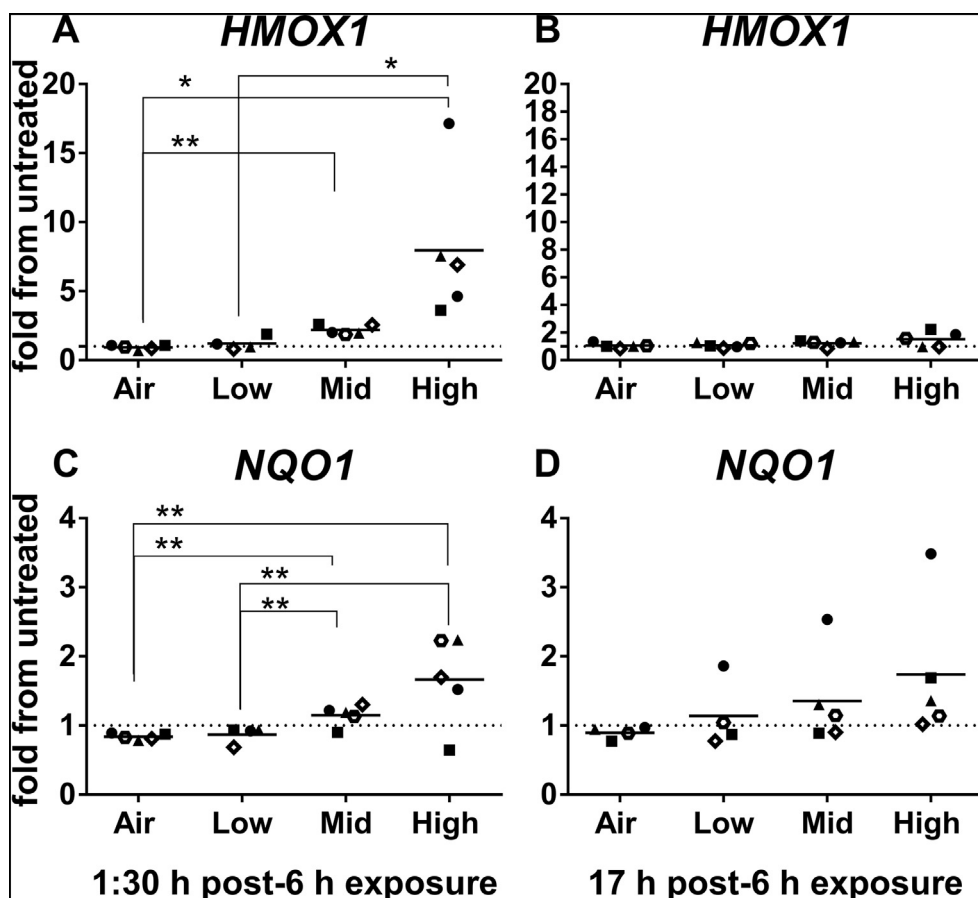 A HMOX1
fold from untreated
20
15
10
5
1
0
*
*
**
Air Low Mid High
B HMOX1
20
18
16
14
12
10
8
6
4
2
1
0
Air Low Mid High
C NQO1
fold from untreated
4
3
2
1
0
**
**
**
**
Air Low Mid High
1:30 h post-6 h exposure
D NQO1
4
3
2
1
0
Air Low Mid High
17 h post-6 h exposure